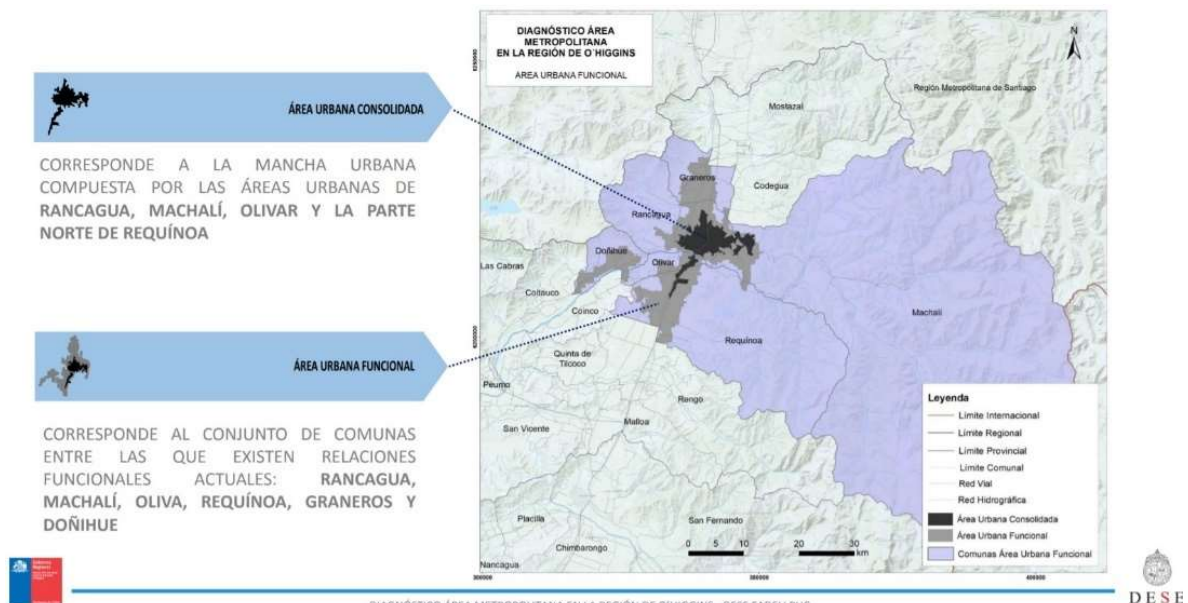 ÁREA URBANA CONSOLIDADA
CORRESPONDE A LA MANCHA URBANA
COMPUESTA POR LAS ÁREAS URBANAS DE
RANCAGUA, MACHALÍ, OLIVAR Y LA PARTE
NORTE DE REQUÍNOA
ÁREA URBANA FUNCIONAL
CORRESPONDE AL CONJUNTO DE COMUNAS
ENTRE LAS QUE EXISTEN RELACIONES
FUNCIONALES ACTUALES: RANCAGUA,
MACHALÍ, OLIVA, REQUÍNOA, GRANEROS Y
DOÑIHUE
DIAGNÓSTICO ÁREA
METROPOLITANA
EN LA REGIÓN DE O´HIGGINS
ÁREA URBANA FUNCIONAL
N
Región Metropolitana de Santiago
Mostazal
Graneros
Codegua
Rancagua
Doñihue
Olivar
Las Cabras
Coltauco
Coinco
Machalí
Requínoa
Quinta de
Tilcoco
Peumo
Rengo
Malloa
San Vicente
Placilla
San Fernando
Chimbarongo
Nancagua
0 5 10 20 30
km
Leyenda
Límite Internacional
Límite Regional
Límite Provincial
Límite Comunal
Red Vial
Red Hidrográfica
Área Urbana Consolidada
Área Urbana Funcional
Comunas Área Urbana Funcional
DESE